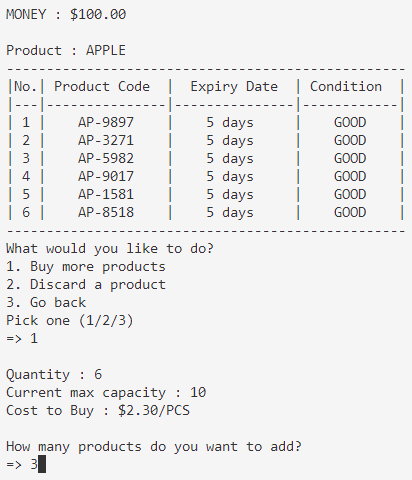 MONEY : $100.00
Product : APPLE
--------------------------------------------------
|No.| Product Code  |  Expiry Date  | Condition  |
|---|---------------|---------------|------------|
| 1 |    AP-9897    |    5 days     |    GOOD    |
| 2 |    AP-3271    |    5 days     |    GOOD    |
| 3 |    AP-5982    |    5 days     |    GOOD    |
| 4 |    AP-9017    |    5 days     |    GOOD    |
| 5 |    AP-1581    |    5 days     |    GOOD    |
| 6 |    AP-8518    |    5 days     |    GOOD    |
--------------------------------------------------
What would you like to do?
1. Buy more products
2. Discard a product
3. Go back
Pick one (1/2/3)
=> 1
Quantity : 6
Current max capacity : 10
Cost to Buy : $2.30/PCS
How many products do you want to add?
=> 3